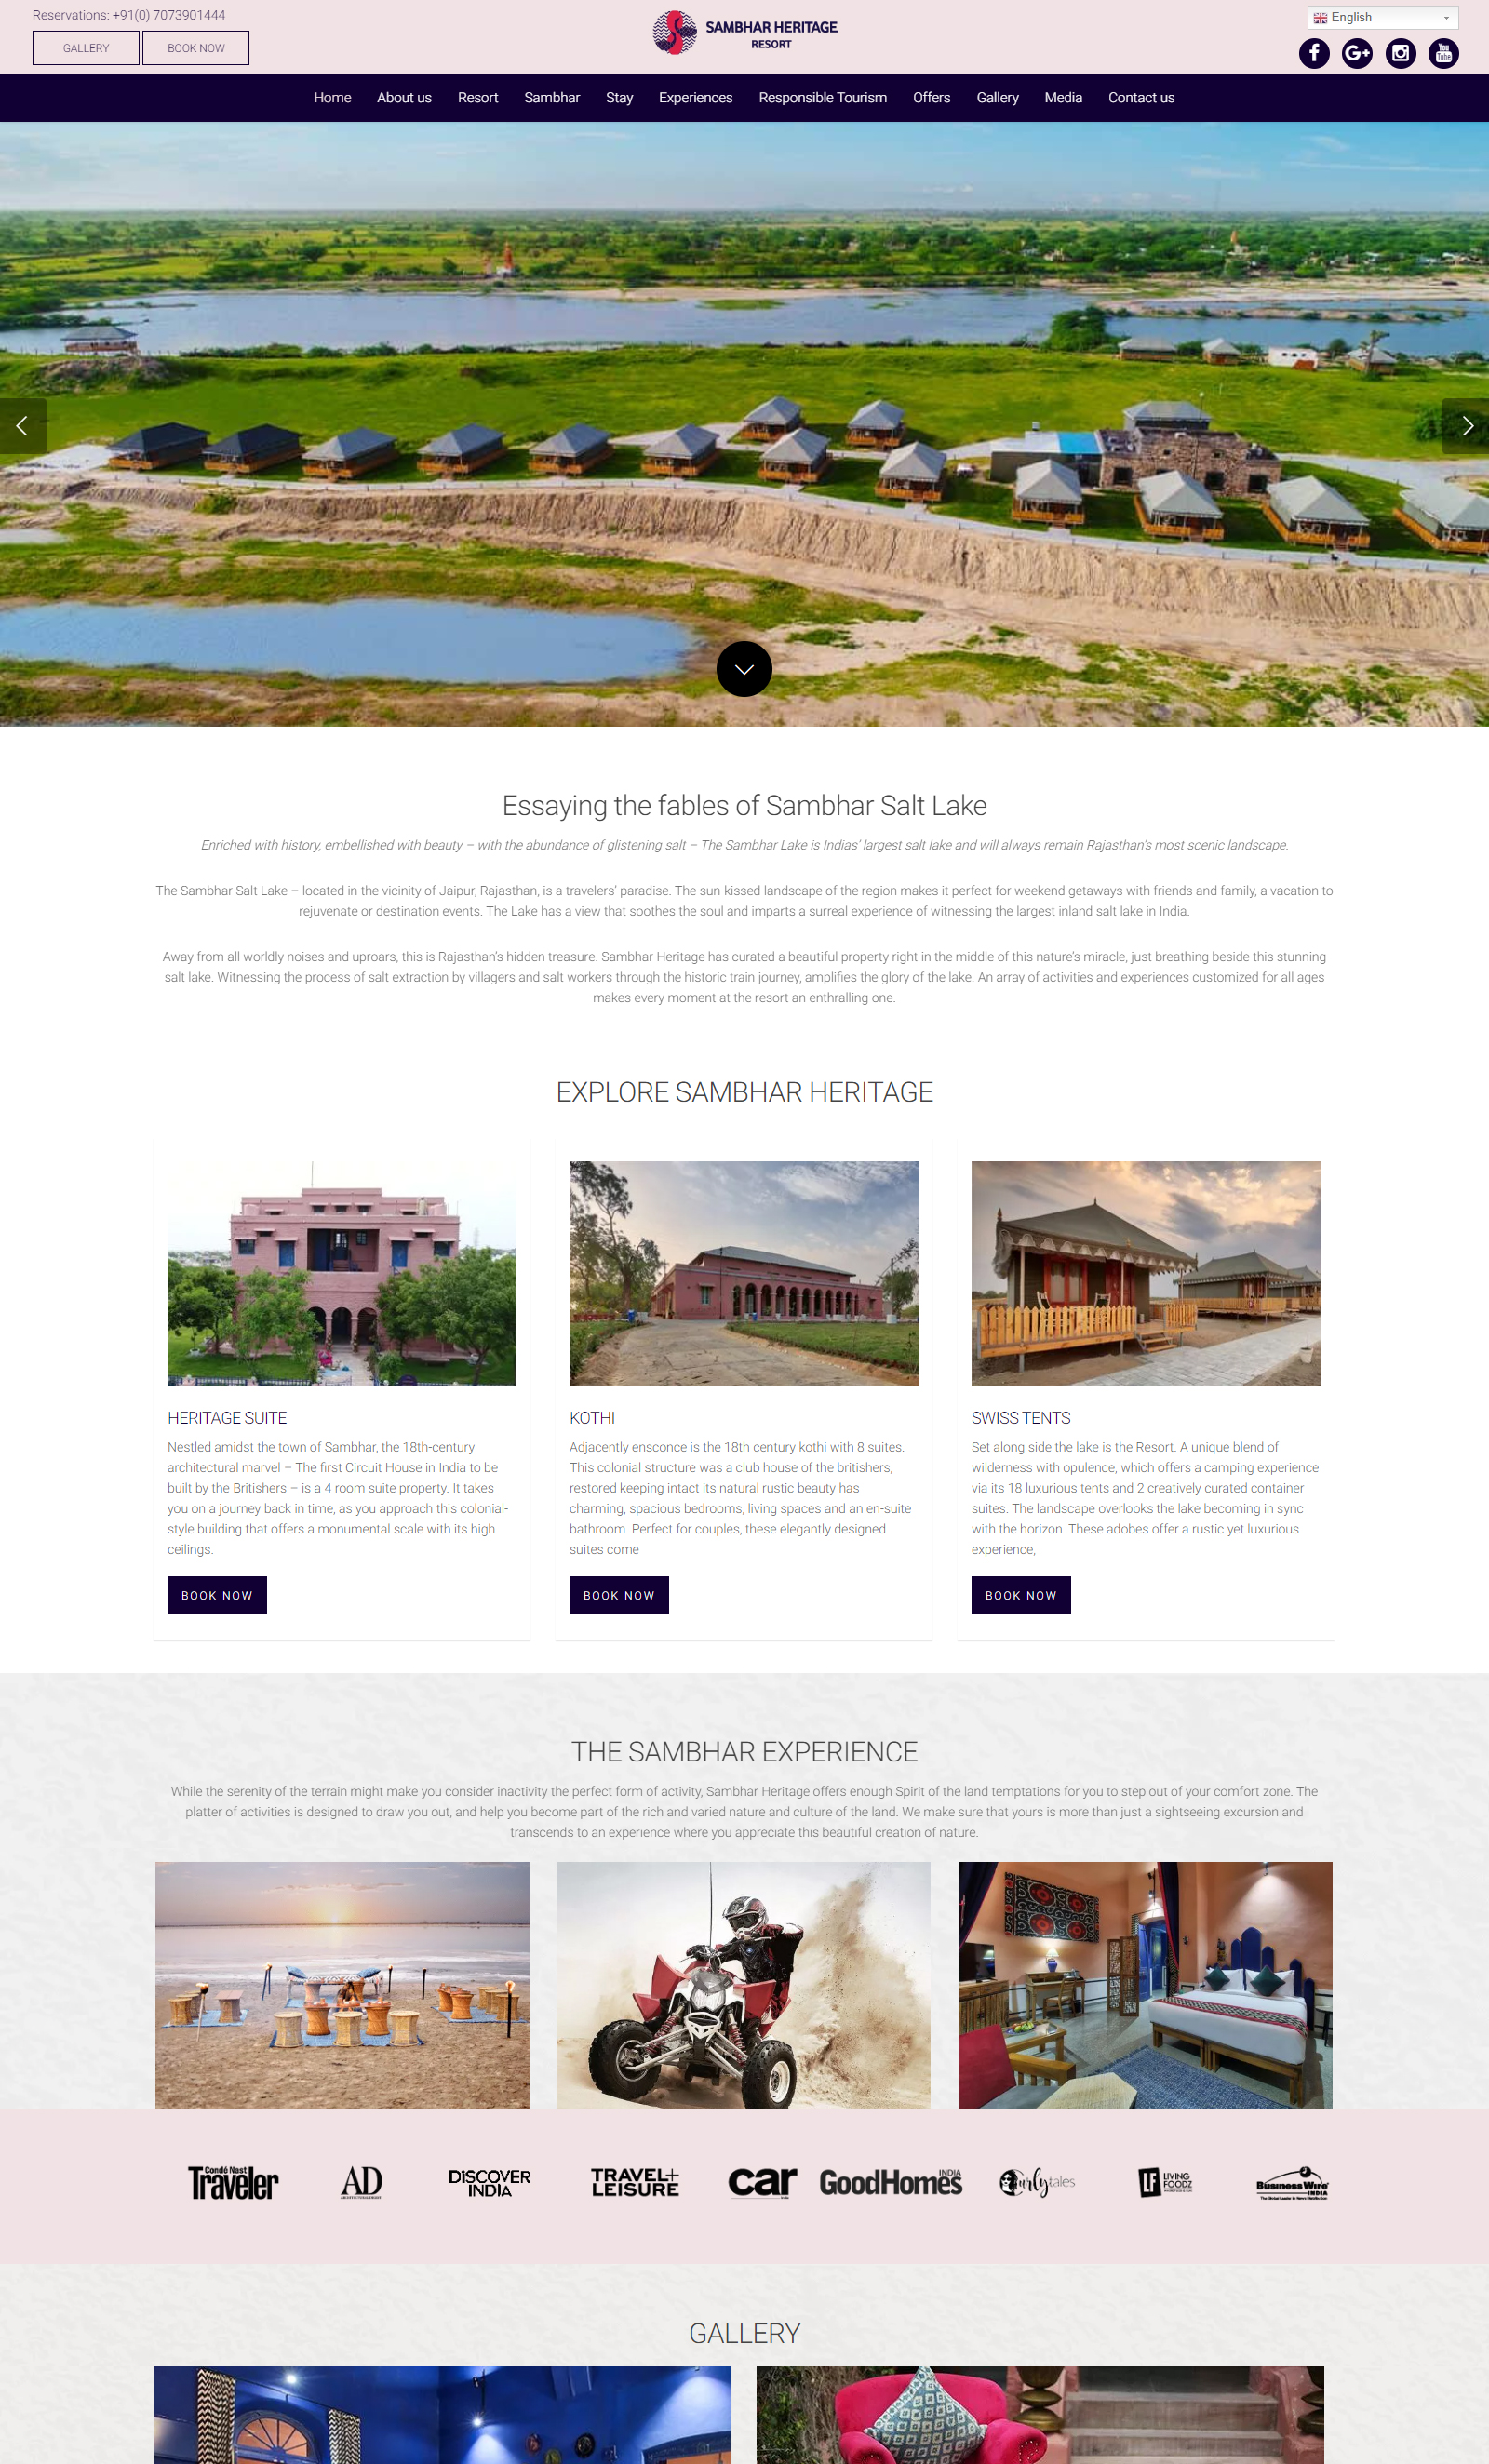 Reservations: +91(0) 7073901444
GALLERY
BOOK NOW
SAMBHAR HERITAGE
RESORT
English
You
Tube
Home About us Resort Sambhar Stay Experiences Responsible Tourism Offers Gallery Media Contact us
Essaying the fables of Sambhar Salt Lake
Enriched with history, embellished with beauty – with the abundance of glistening salt – The Sambhar Lake is Indias' largest salt lake and will always remain Rajasthan's most scenic landscape.
The Sambhar Salt Lake – located in the vicinity of Jaipur, Rajasthan, is a travelers' paradise. The sun-kissed landscape of the region makes it perfect for weekend getaways with friends and family, a vacation to
rejuvenate or destination events. The Lake has a view that soothes the soul and imparts a surreal experience of witnessing the largest inland salt lake in India.
Away from all worldly noises and uproars, this is Rajasthan's hidden treasure. Sambhar Heritage has curated a beautiful property right in the middle of this nature's miracle, just breathing beside this stunning
salt lake. Witnessing the process of salt extraction by villagers and salt workers through the historic train journey, amplifies the glory of the lake. An array of activities and experiences customized for all ages
makes every moment at the resort an enthralling one.
EXPLORE SAMBHAR HERITAGE
HERITAGE SUITE
Nestled amidst the town of Sambhar, the 18th-century
architectural marvel – The first Circuit House in India to be
built by the Britishers – is a 4 room suite property. It takes
you on a journey back in time, as you approach this colonial-
style building that offers a monumental scale with its high
ceilings.
BOOK NOW
KOTHI
Adjacently ensconce is the 18th century kothi with 8 suites.
This colonial structure was a club house of the britishers,
restored keeping intact its natural rustic beauty has
charming, spacious bedrooms, living spaces and an en-suite
bathroom. Perfect for couples, these elegantly designed
suites come
BOOK NOW
SWISS TENTS
Set along side the lake is the Resort. A unique blend of
wilderness with opulence, which offers a camping experience
via its 18 luxurious tents and 2 creatively curated container
suites. The landscape overlooks the lake becoming in sync
with the horizon. These adobes offer a rustic yet luxurious
experience,
BOOK NOW
THE SAMBHAR EXPERIENCE
While the serenity of the terrain might make you consider inactivity the perfect form of activity, Sambhar Heritage offers enough Spirit of the land temptations for you to step out of your comfort zone. The
platter of activities is designed to draw you out, and help you become part of the rich and varied nature and culture of the land. We make sure that yours is more than just a sightseeing excursion and
transcends to an experience where you appreciate this beautiful creation of nature.
Condé Nast
Traveler
AD
DISCOVER
INDIA
TRAVEL+
LEISURE
car
GoodHomes
INDIA
Curly tales
LF LIVING
FOODZ
Business Wire
INDIA
GALLERY